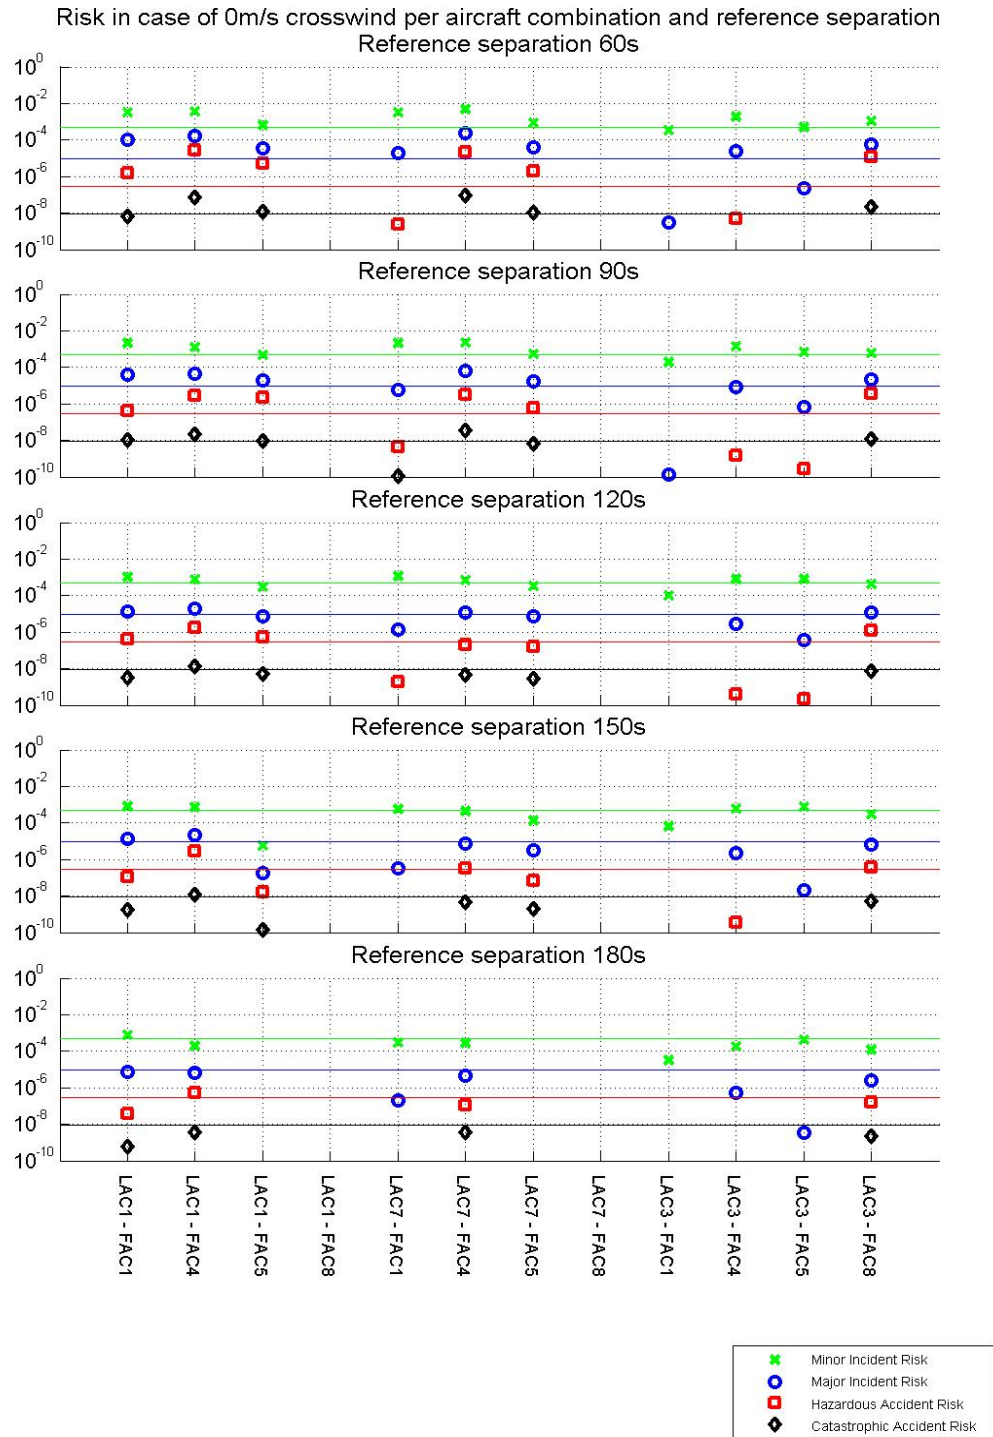 Risk in case of 0m/s crosswind per aircraft combination and reference separation
Reference separation 60s
10^0
10^-2
10^-4
10^-6
10^-8
10^-10
Reference separation 90s
10^0
10^-2
10^-4
10^-6
10^-8
10^-10
Reference separation 120s
10^0
10^-2
10^-4
10^-6
10^-8
10^-10
Reference separation 150s
10^0
10^-2
10^-4
10^-6
10^-8
10^-10
Reference separation 180s
10^0
10^-2
10^-4
10^-6
10^-8
10^-10
LAC1 - FAC1
LAC1 - FAC4
LAC1 - FAC5
LAC1 - FAC8
LAC7 - FAC1
LAC7 - FAC4
LAC7 - FAC5
LAC7 - FAC8
LAC3 - FAC1
LAC3 - FAC4
LAC3 - FAC5
LAC3 - FAC8
Minor Incident Risk
Major Incident Risk
Hazardous Accident Risk
Catastrophic Accident Risk